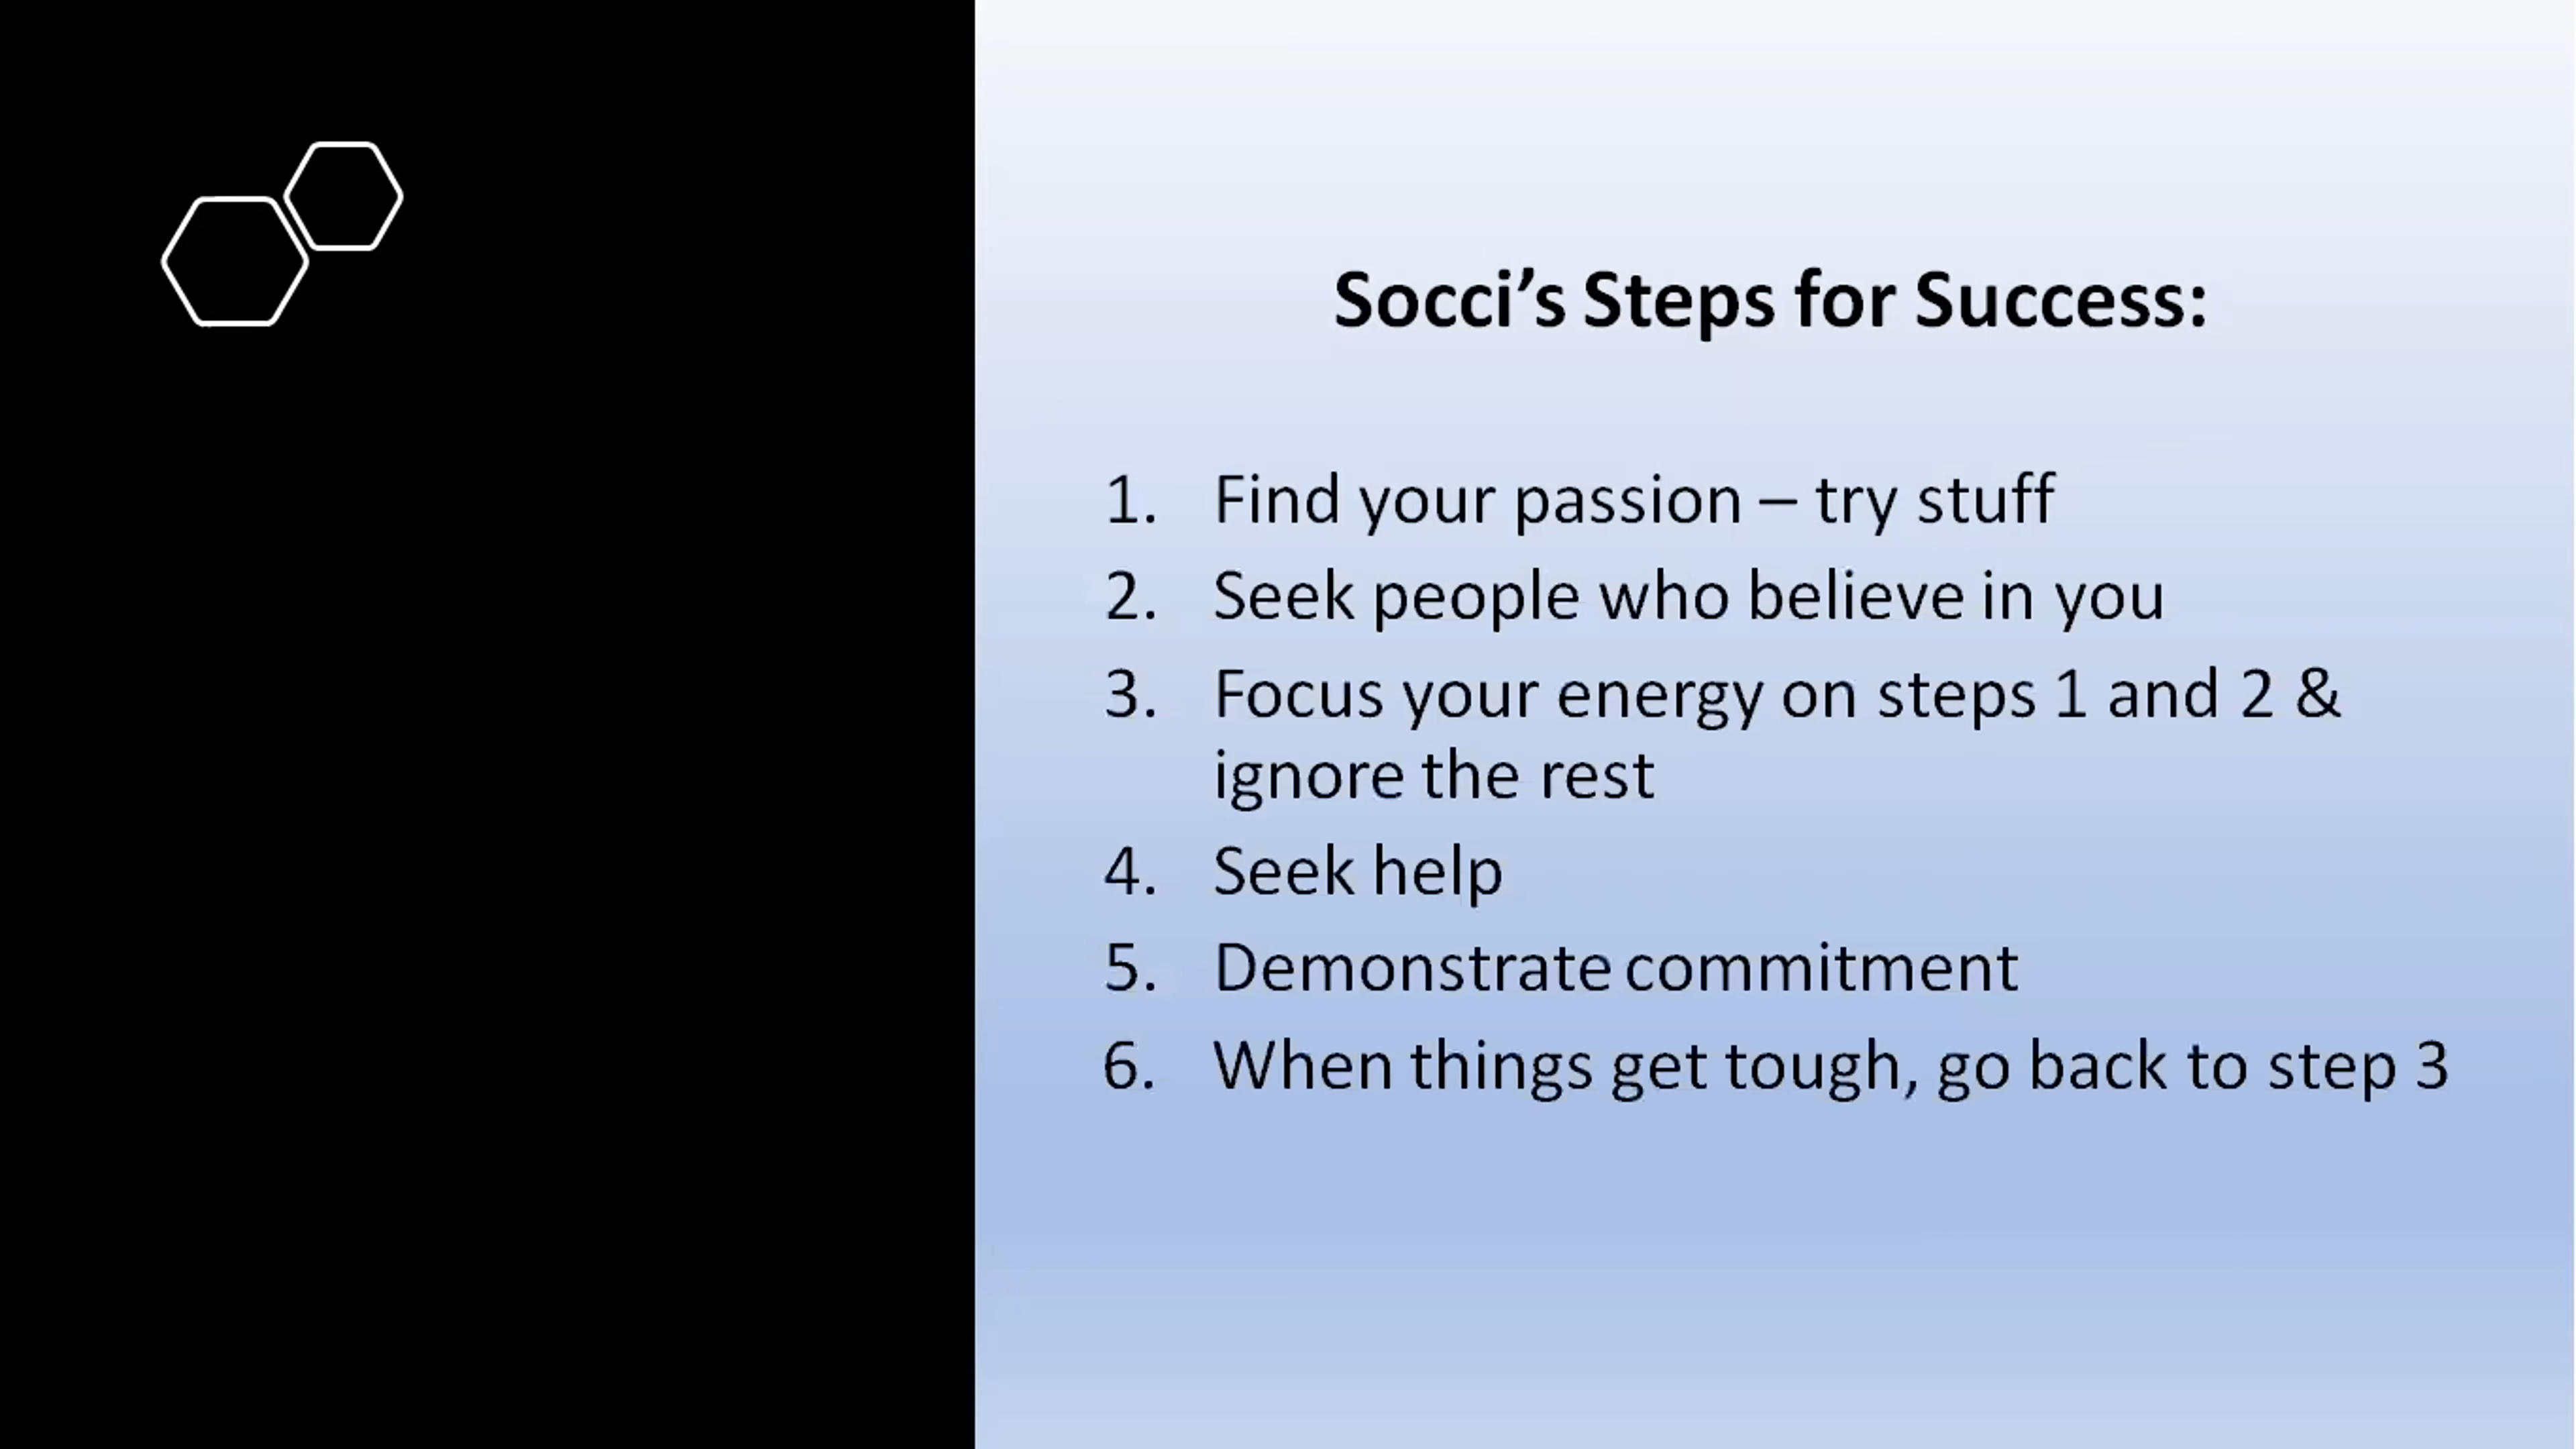 Socci’s Steps for Success:
1. Find your passion – try stuff
2. Seek people who believe in you
3. Focus your energy on steps 1 and 2 &
ignore the rest
4. Seek help
5. Demonstrate commitment
6. When things get tough, go back to step 3